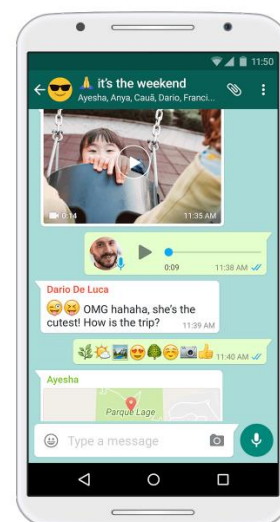 11:50
🙏 it's the weekend
Ayesha, Anya, Cauã, Dario, Franci...
0:14
11:35 AM
0:09
11:38 AM
Dario De Luca
OMG hahaha, she's the
cutest! How is the trip?
11:39 AM
11:40 AM
Ayesha
Parque Lage
Type a message